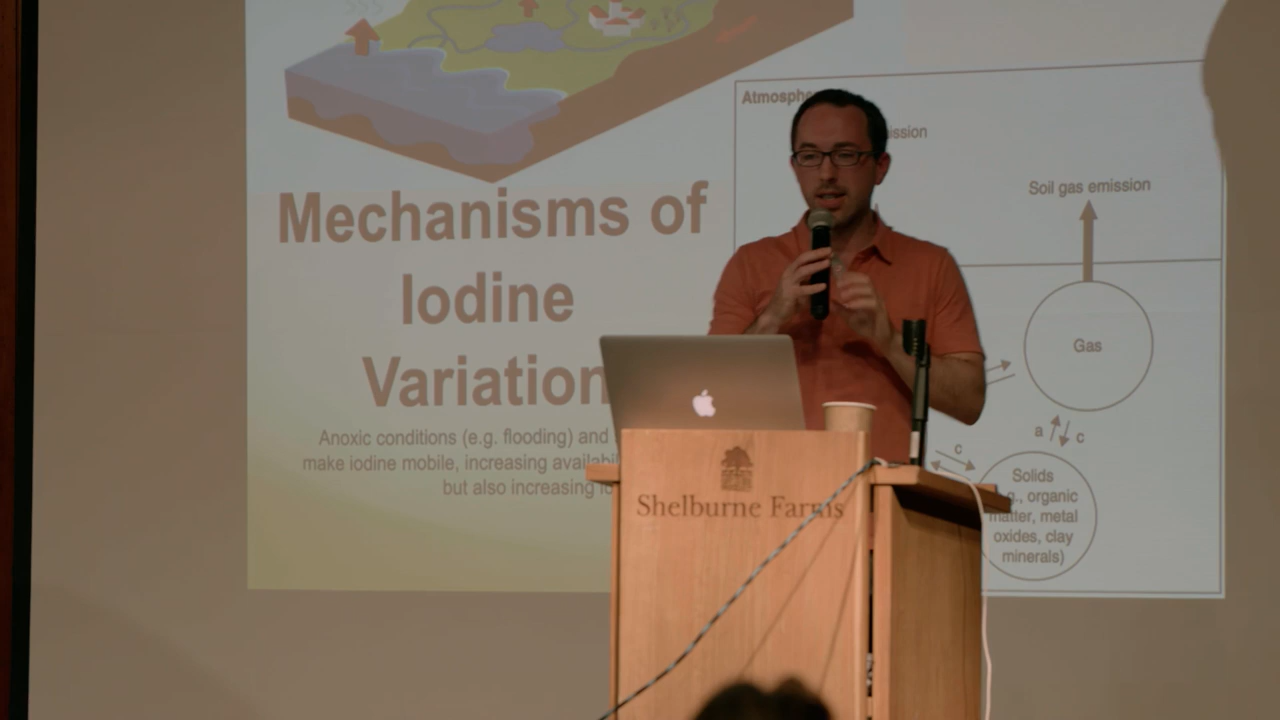 Mechanisms of
Iodine
Variation
Anoxic conditions (e.g. flooding) and
make iodine mobile, increasing
but also increasing
Soil gas emission
Gas
a
c
c
Solids
organic
matter, metal
oxides, clay
minerals)
Shelburne Farms